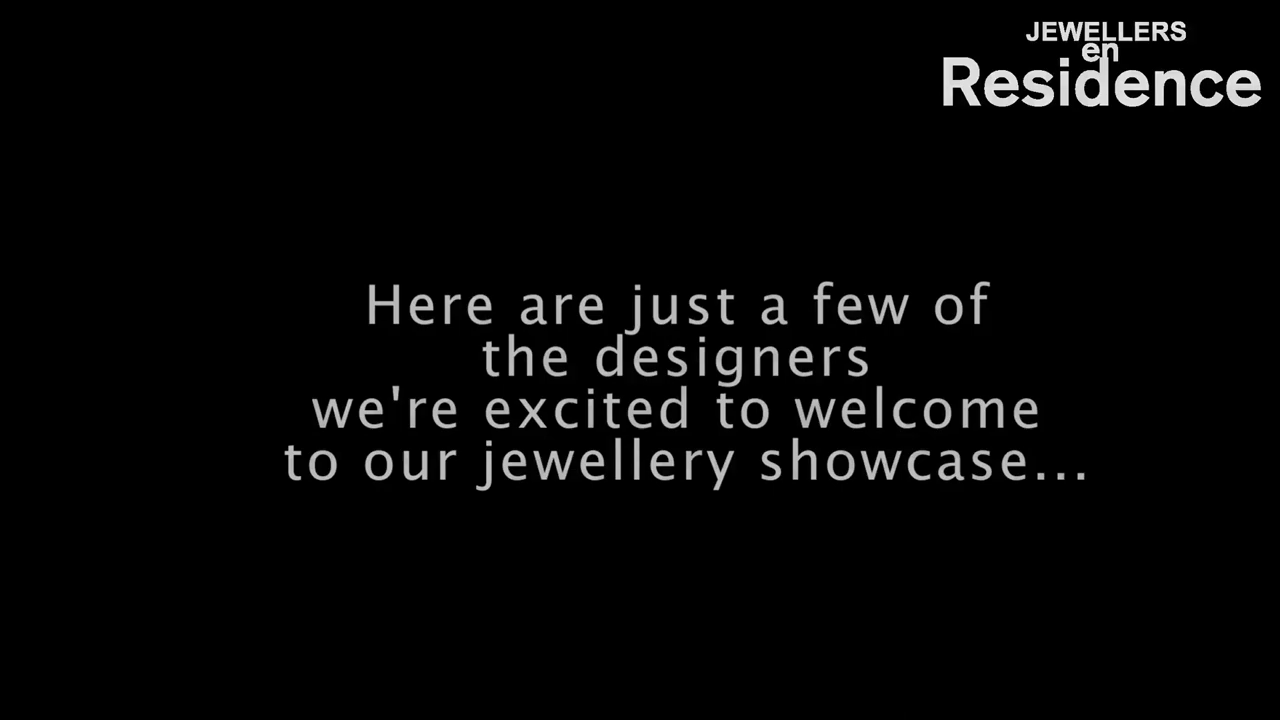 JEWELLERS
en
Residence
Here are just a few of
the designers
we're excited to welcome
to our jewellery showcase...